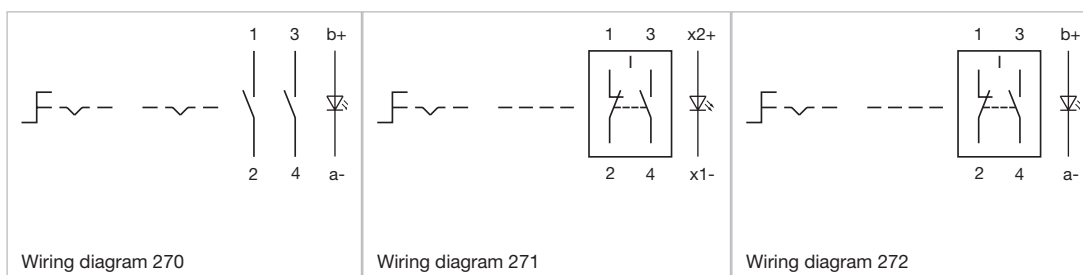 1 3 b+
2 4 a-
Wiring diagram 270
1 3 x2+
2 4 x1-
Wiring diagram 271
1 3 b+
2 4 a-
Wiring diagram 272